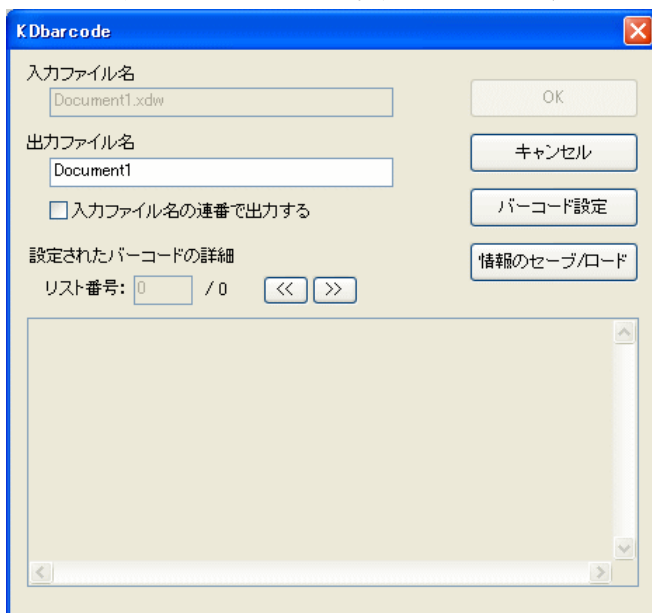 KDbarcode
入力ファイル名
Document1.xdw
OK
出力ファイル名
キャンセル
Document1
入力ファイル名の連番で出力する
バーコード設定
設定されたバーコードの詳細
情報のセーブ/ロード
リスト番号: 0 / 0 << >>